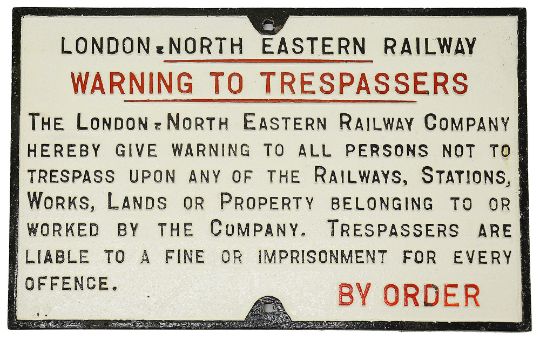 LONDON & NORTH EASTERN RAILWAY
WARNING TO TRESPASSERS
THE LONDON & NORTH EASTERN RAILWAY COMPANY
HEREBY GIVE WARNING TO ALL PERSONS NOT TO
TRESPASS UPON ANY OF THE RAILWAYS, STATIONS,
WORKS, LANDS OR PROPERTY BELONGING TO OR
WORKED BY THE COMPANY. TRESPASSERS ARE
LIABLE TO A FINE OR IMPRISONMENT FOR EVERY
OFFENCE.
BY ORDER